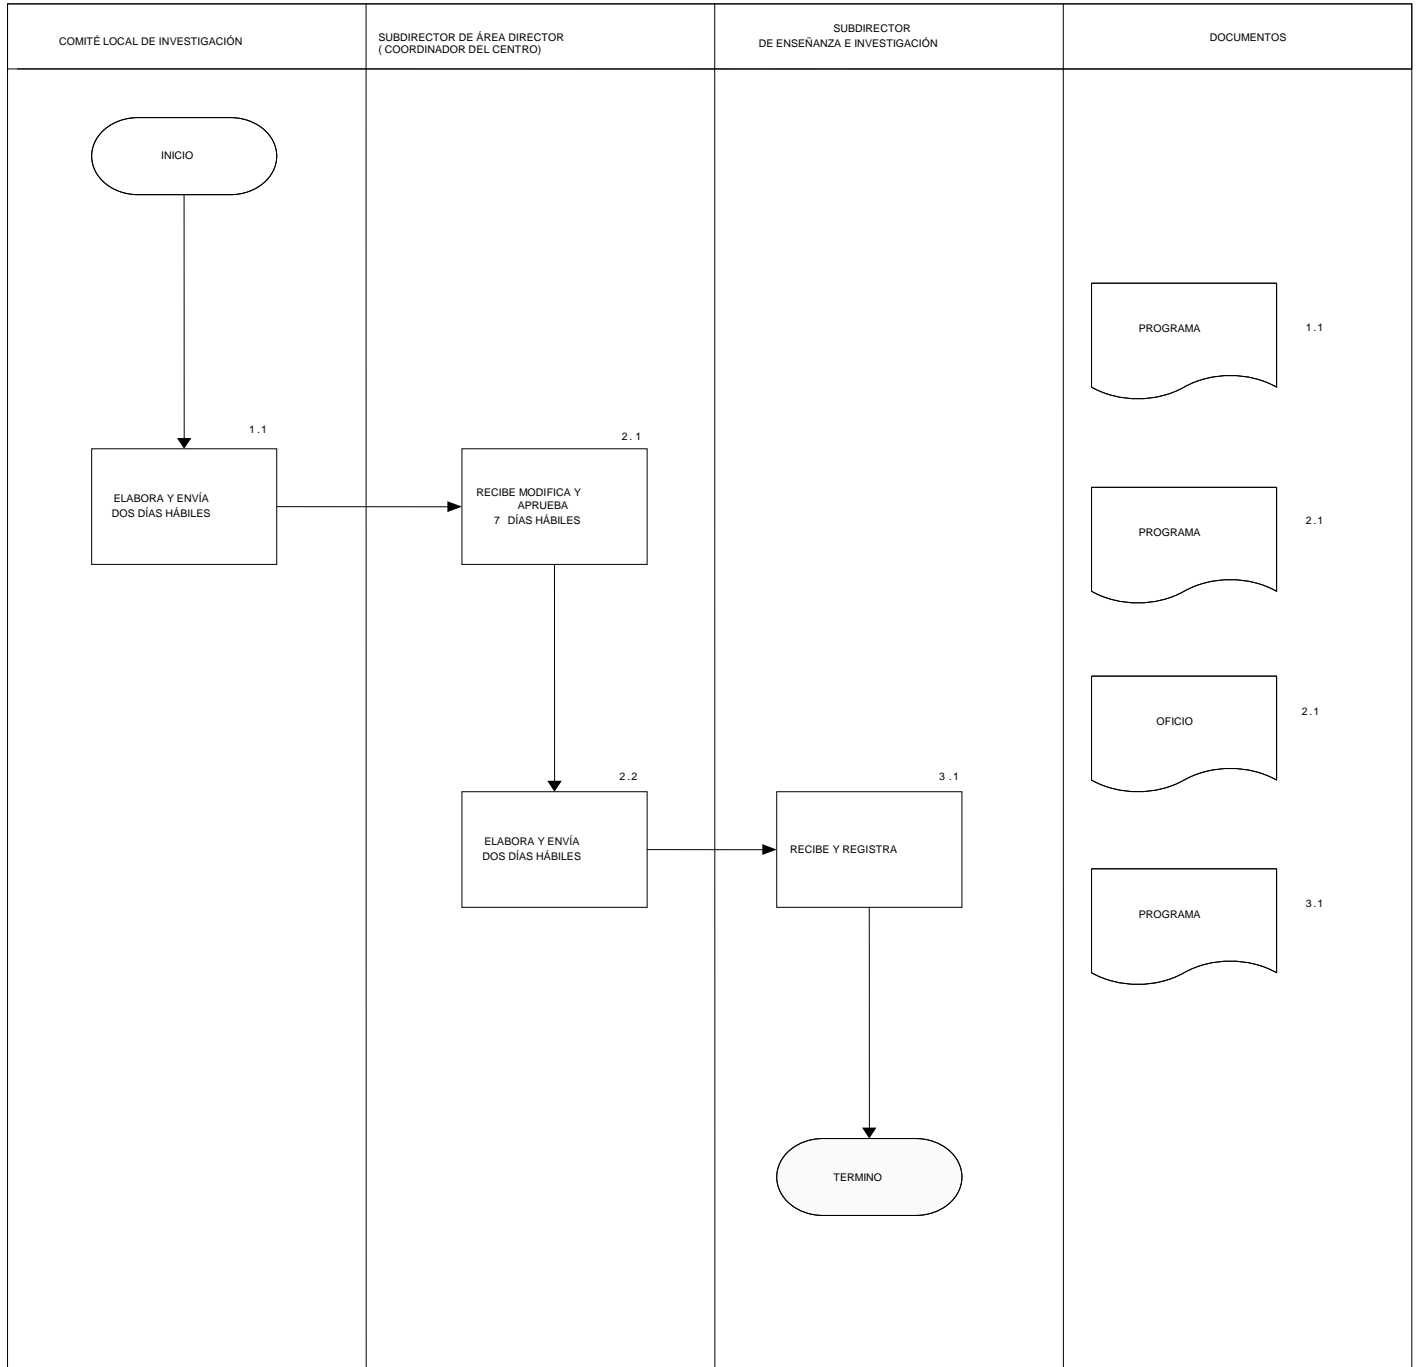 COMITÉ LOCAL DE INVESTIGACIÓN
SUBDIRECTOR DE ÁREA DIRECTOR
( COORDINADOR DEL CENTRO)
SUBDIRECTOR
DE ENSEÑANZA E INVESTIGACIÓN
DOCUMENTOS
INICIO
PROGRAMA
1.1
1.1
ELABORA Y ENVÍA
DOS DÍAS HÁBILES
2.1
RECIBE MODIFICA Y
APRUEBA
7 DÍAS HÁBILES
PROGRAMA
2.1
OFICIO
2.1
2.2
ELABORA Y ENVÍA
DOS DÍAS HÁBILES
3.1
RECIBE Y REGISTRA
PROGRAMA
3.1
TERMINO